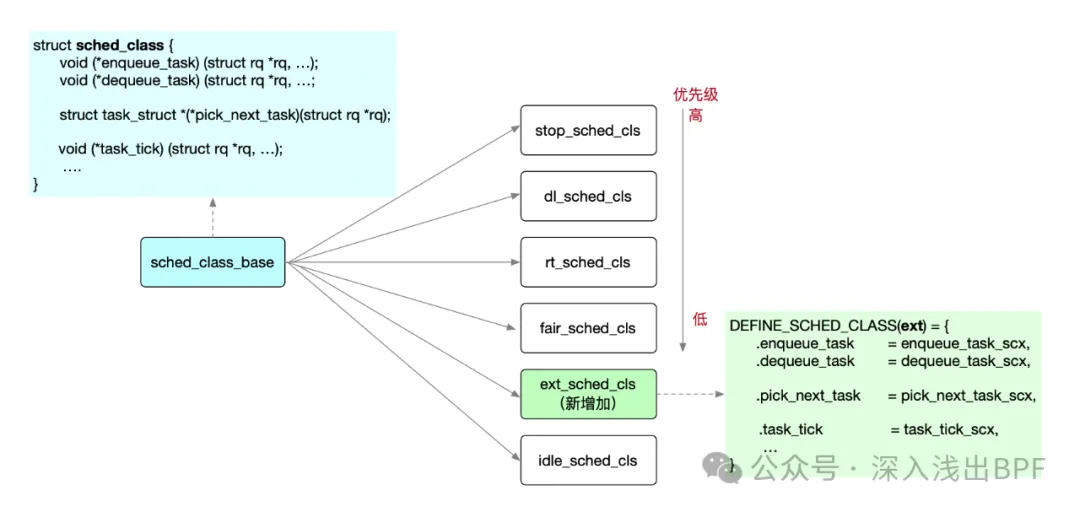 struct sched_class {
void (*enqueue_task) (struct rq *rq, …);
void (*dequeue_task) (struct rq *rq, …;
struct task_struct *(*pick_next_task)(struct rq *rq);
void (*task_tick) (struct rq *rq, …);
….
}
sched_class_base
stop_sched_cls
dl_sched_cls
rt_sched_cls
fair_sched_cls
ext_sched_cls
（新增加）
idle_sched_cls
优先级
高
低
DEFINE_SCHED_CLASS(ext) = {
.enqueue_task = enqueue_task_scx,
.dequeue_task = dequeue_task_scx,
.pick_next_task = pick_next_task_scx,
.task_tick = task_tick_scx,
…
}
公众号 · 深入浅出BPF